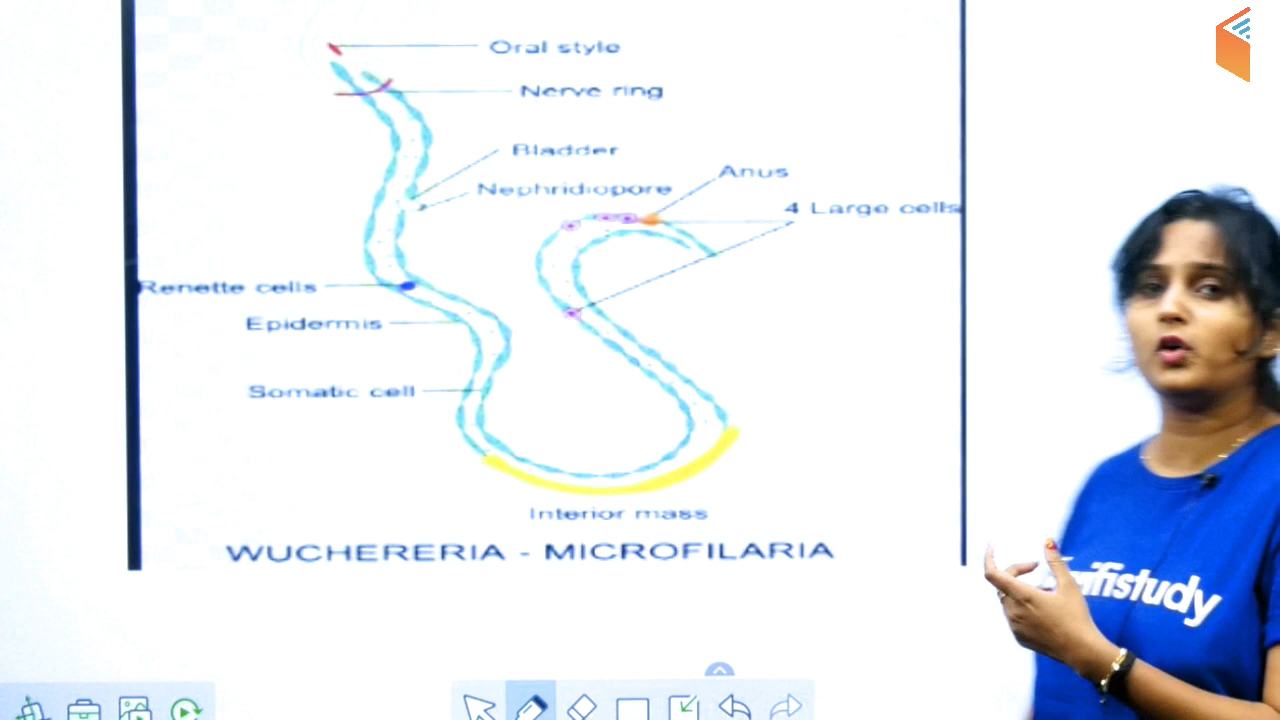 Oral style
Nerve ring
Bladder
Nephridiopore
Anus
4 Large cells
Renette cells
Epidermis
Somatic cell
Interior mass
WUCHERERIA - MICROFILARIA
ifistudy